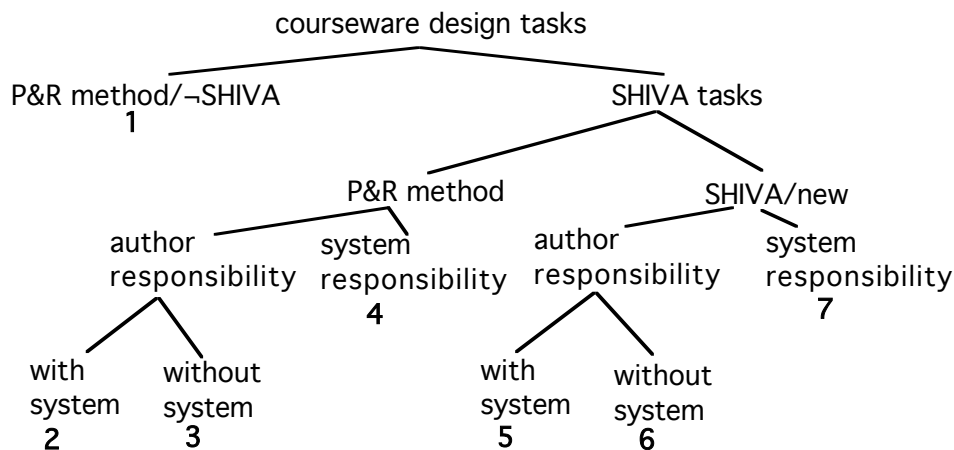 courseware design tasks
P&R method/¬SHIVA
1
SHIVA tasks
P&R method
SHIVA/new
author
responsibility
system
responsibility
4
author
responsibility
system
responsibility
7
with
system
2
without
system
3
with
system
5
without
system
6